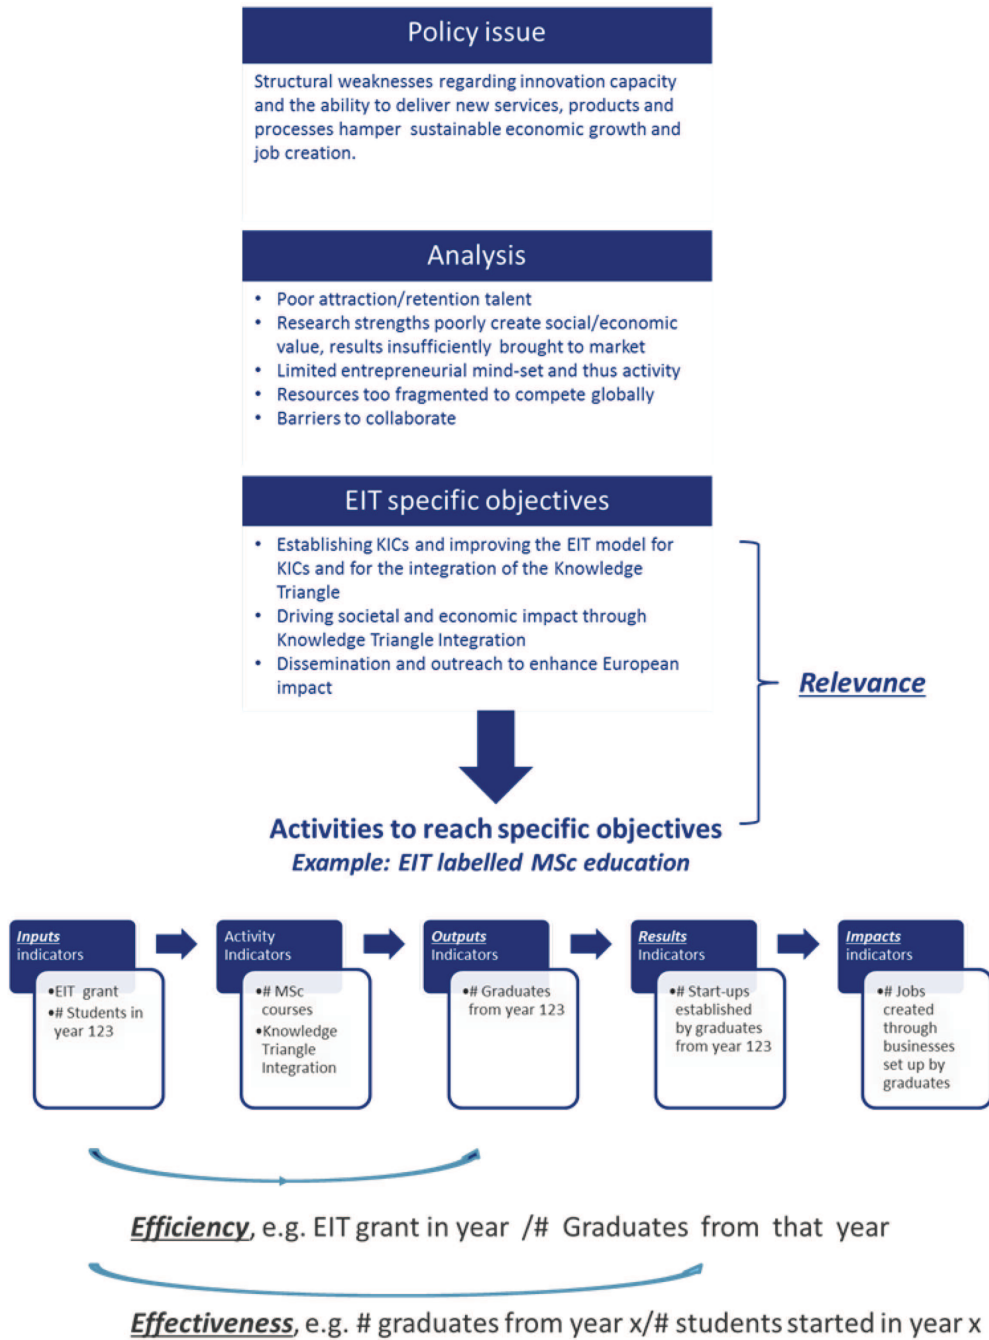 Policy issue
Structural weaknesses regarding innovation capacity
and the ability to deliver new services, products and
processes hamper sustainable economic growth and
job creation.
Analysis
• Poor attraction/retention talent
• Research strengths poorly create social/economic
value, results insufficiently brought to market
• Limited entrepreneurial mind-set and thus activity
• Resources too fragmented to compete globally
• Barriers to collaborate
EIT specific objectives
• Establishing KICs and improving the EIT model for
KICs and for the integration of the Knowledge
Triangle
• Driving societal and economic impact through
Knowledge Triangle Integration
• Dissemination and outreach to enhance European
impact
Relevance
Activities to reach specific objectives
Example: EIT labelled MSc education
Inputs
indicators
•EIT grant
•# Students in
year 123
Activity
Indicators
•# MSc
courses
•Knowledge
Triangle
Integration
Outputs
Indicators
•# Graduates
from year 123
Results
Indicators
•# Start-ups
established
by graduates
from year 123
Impacts
indicators
•# Jobs
created
through
businesses
set up by
graduates
Efficiency, e.g. EIT grant in year /# Graduates from that year
Effectiveness, e.g. # graduates from year x/# students started in year x